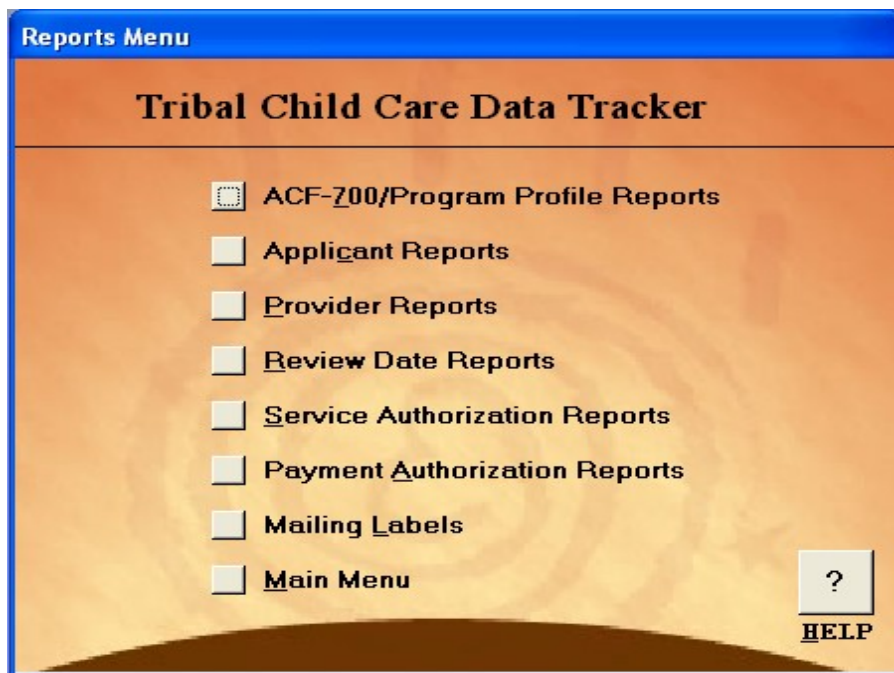 Reports Menu
Tribal Child Care Data Tracker
ACF-700/Program Profile Reports
Applicant Reports
Provider Reports
Review Date Reports
Service Authorization Reports
Payment Authorization Reports
Mailing Labels
Main Menu
?
HELP